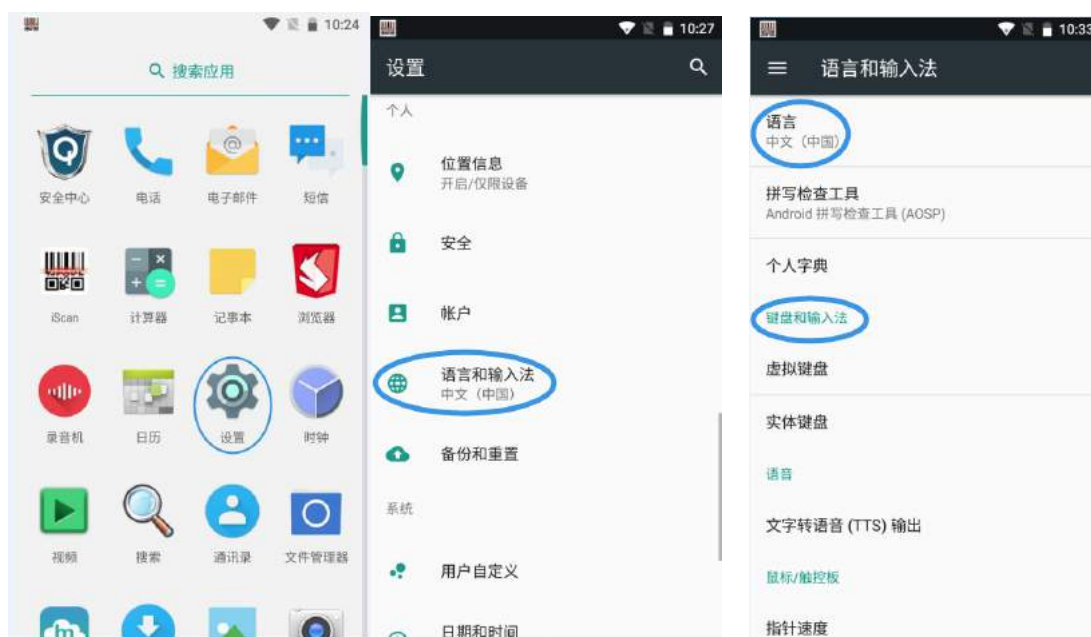 10:24
搜索应用
安全中心
电话
电子邮件
短信
iScan
计算器
记事本
浏览器
录音机
日历
设置
时钟
视频
搜索
通讯录
文件管理器
10:27
设置
个人
位置信息
开启/仅限设备
安全
帐户
语言和输入法
中文（中国）
备份和重置
系统
用户自定义
日期和时间
10:33
语言和输入法
语言
中文（中国）
拼写检查工具
Android 拼写检查工具 (AOSP)
个人字典
键盘和输入法
虚拟键盘
实体键盘
语音
文字转语音 (TTS) 输出
鼠标/触控板
指针速度